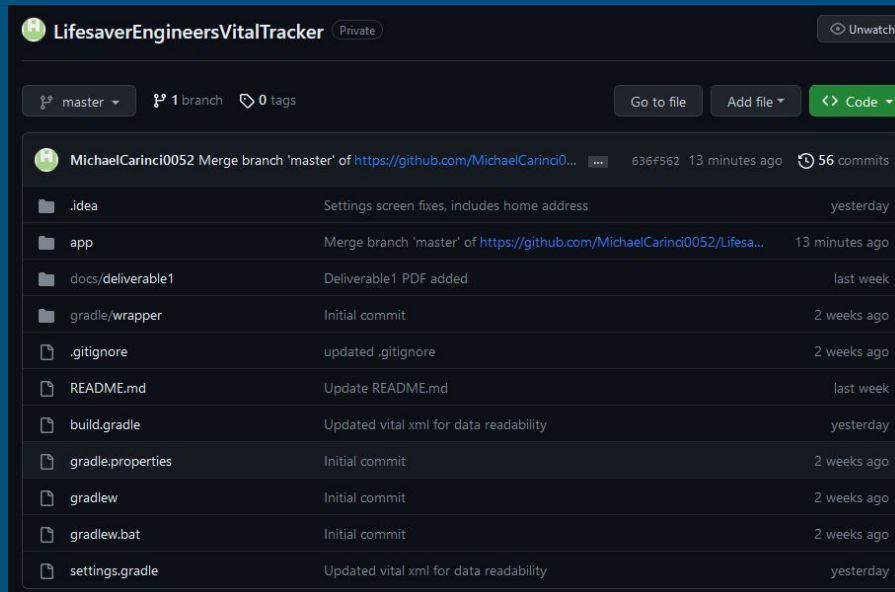 LifesaverEngineersVitalTracker Private Unwatch
master 1 branch 0 tags Go to file Add file Code
MichaelCarinci0052 Merge branch 'master' of https://github.com/MichaelCarinci0... ... 636f562 13 minutes ago 56 commits
.idea Settings screen fixes, includes home address yesterday
app Merge branch 'master' of https://github.com/MichaelCarinci0052/Lifesa... 13 minutes ago
docs/deliverable1 Deliverable1 PDF added last week
gradle/wrapper Initial commit 2 weeks ago
.gitignore updated .gitignore 2 weeks ago
README.md Update README.md last week
build.gradle Updated vital xml for data readability yesterday
gradle.properties Initial commit 2 weeks ago
gradlew Initial commit 2 weeks ago
gradlew.bat Initial commit 2 weeks ago
settings.gradle Updated vital xml for data readability yesterday